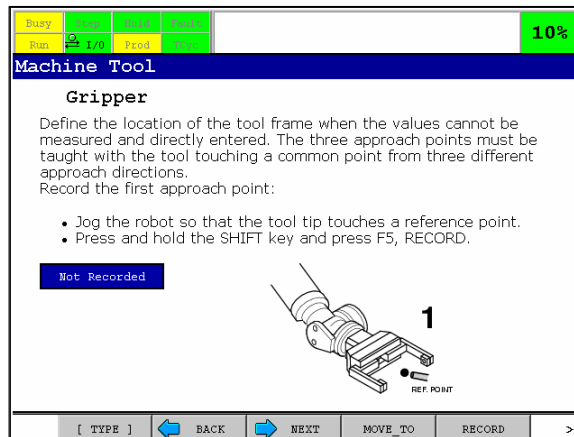 Busy Step Hold Fault
10%
Run I/O Prod TCyc
Machine Tool
Gripper
Define the location of the tool frame when the values cannot be
measured and directly entered. The three approach points must be
taught with the tool touching a common point from three different
approach directions.
Record the first approach point:
• Jog the robot so that the tool tip touches a reference point.
• Press and hold the SHIFT key and press F5, RECORD.
Not Recorded
1
REF. POINT
[ TYPE ] BACK NEXT MOVE_TO RECORD >